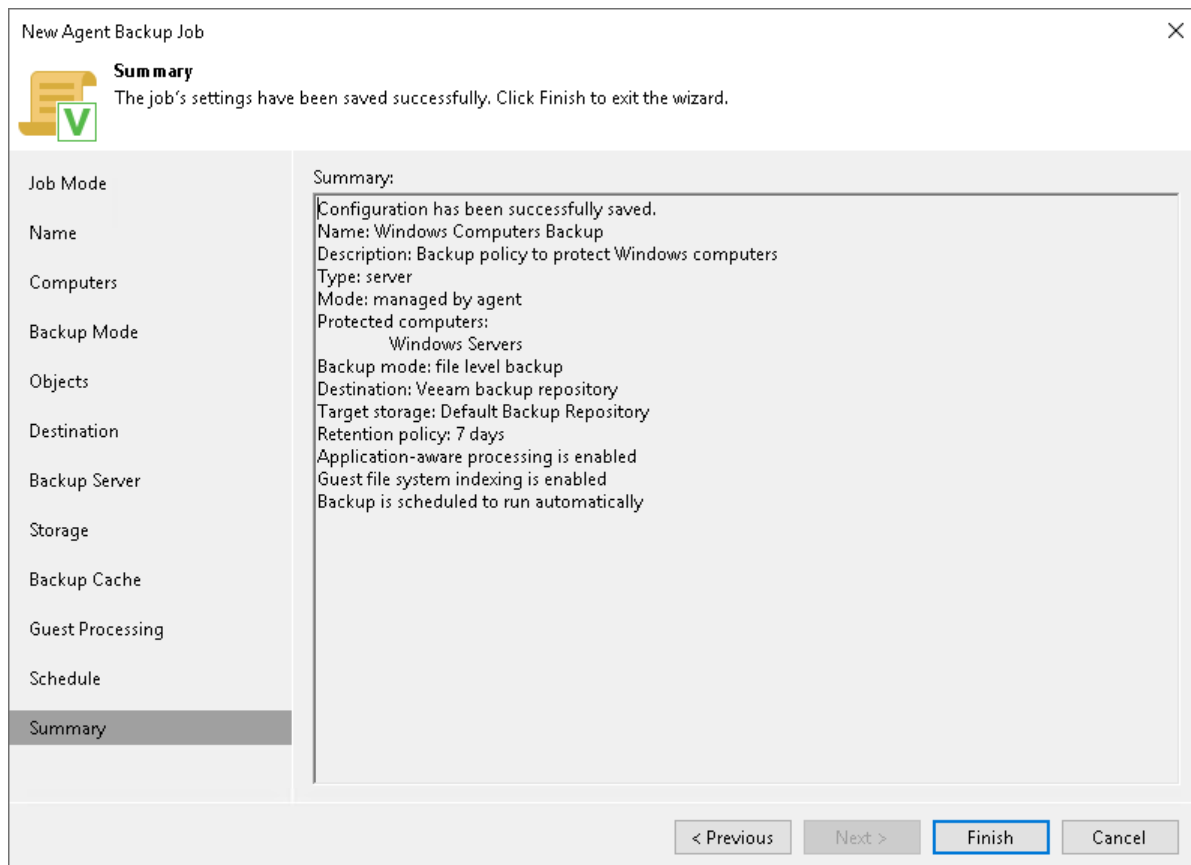 New Agent Backup Job
Summary
The job's settings have been saved successfully. Click Finish to exit the wizard.
V
Job Mode
Name
Computers
Backup Mode
Objects
Destination
Backup Server
Storage
Backup Cache
Guest Processing
Schedule
Summary
Summary:
Configuration has been successfully saved.
Name: Windows Computers Backup
Description: Backup policy to protect Windows computers
Type: server
Mode: managed by agent
Protected computers:
Windows Servers
Backup mode: file level backup
Destination: Veeam backup repository
Target storage: Default Backup Repository
Retention policy: 7 days
Application-aware processing is enabled
Guest file system indexing is enabled
Backup is scheduled to run automatically
< Previous
Next >
Finish
Cancel